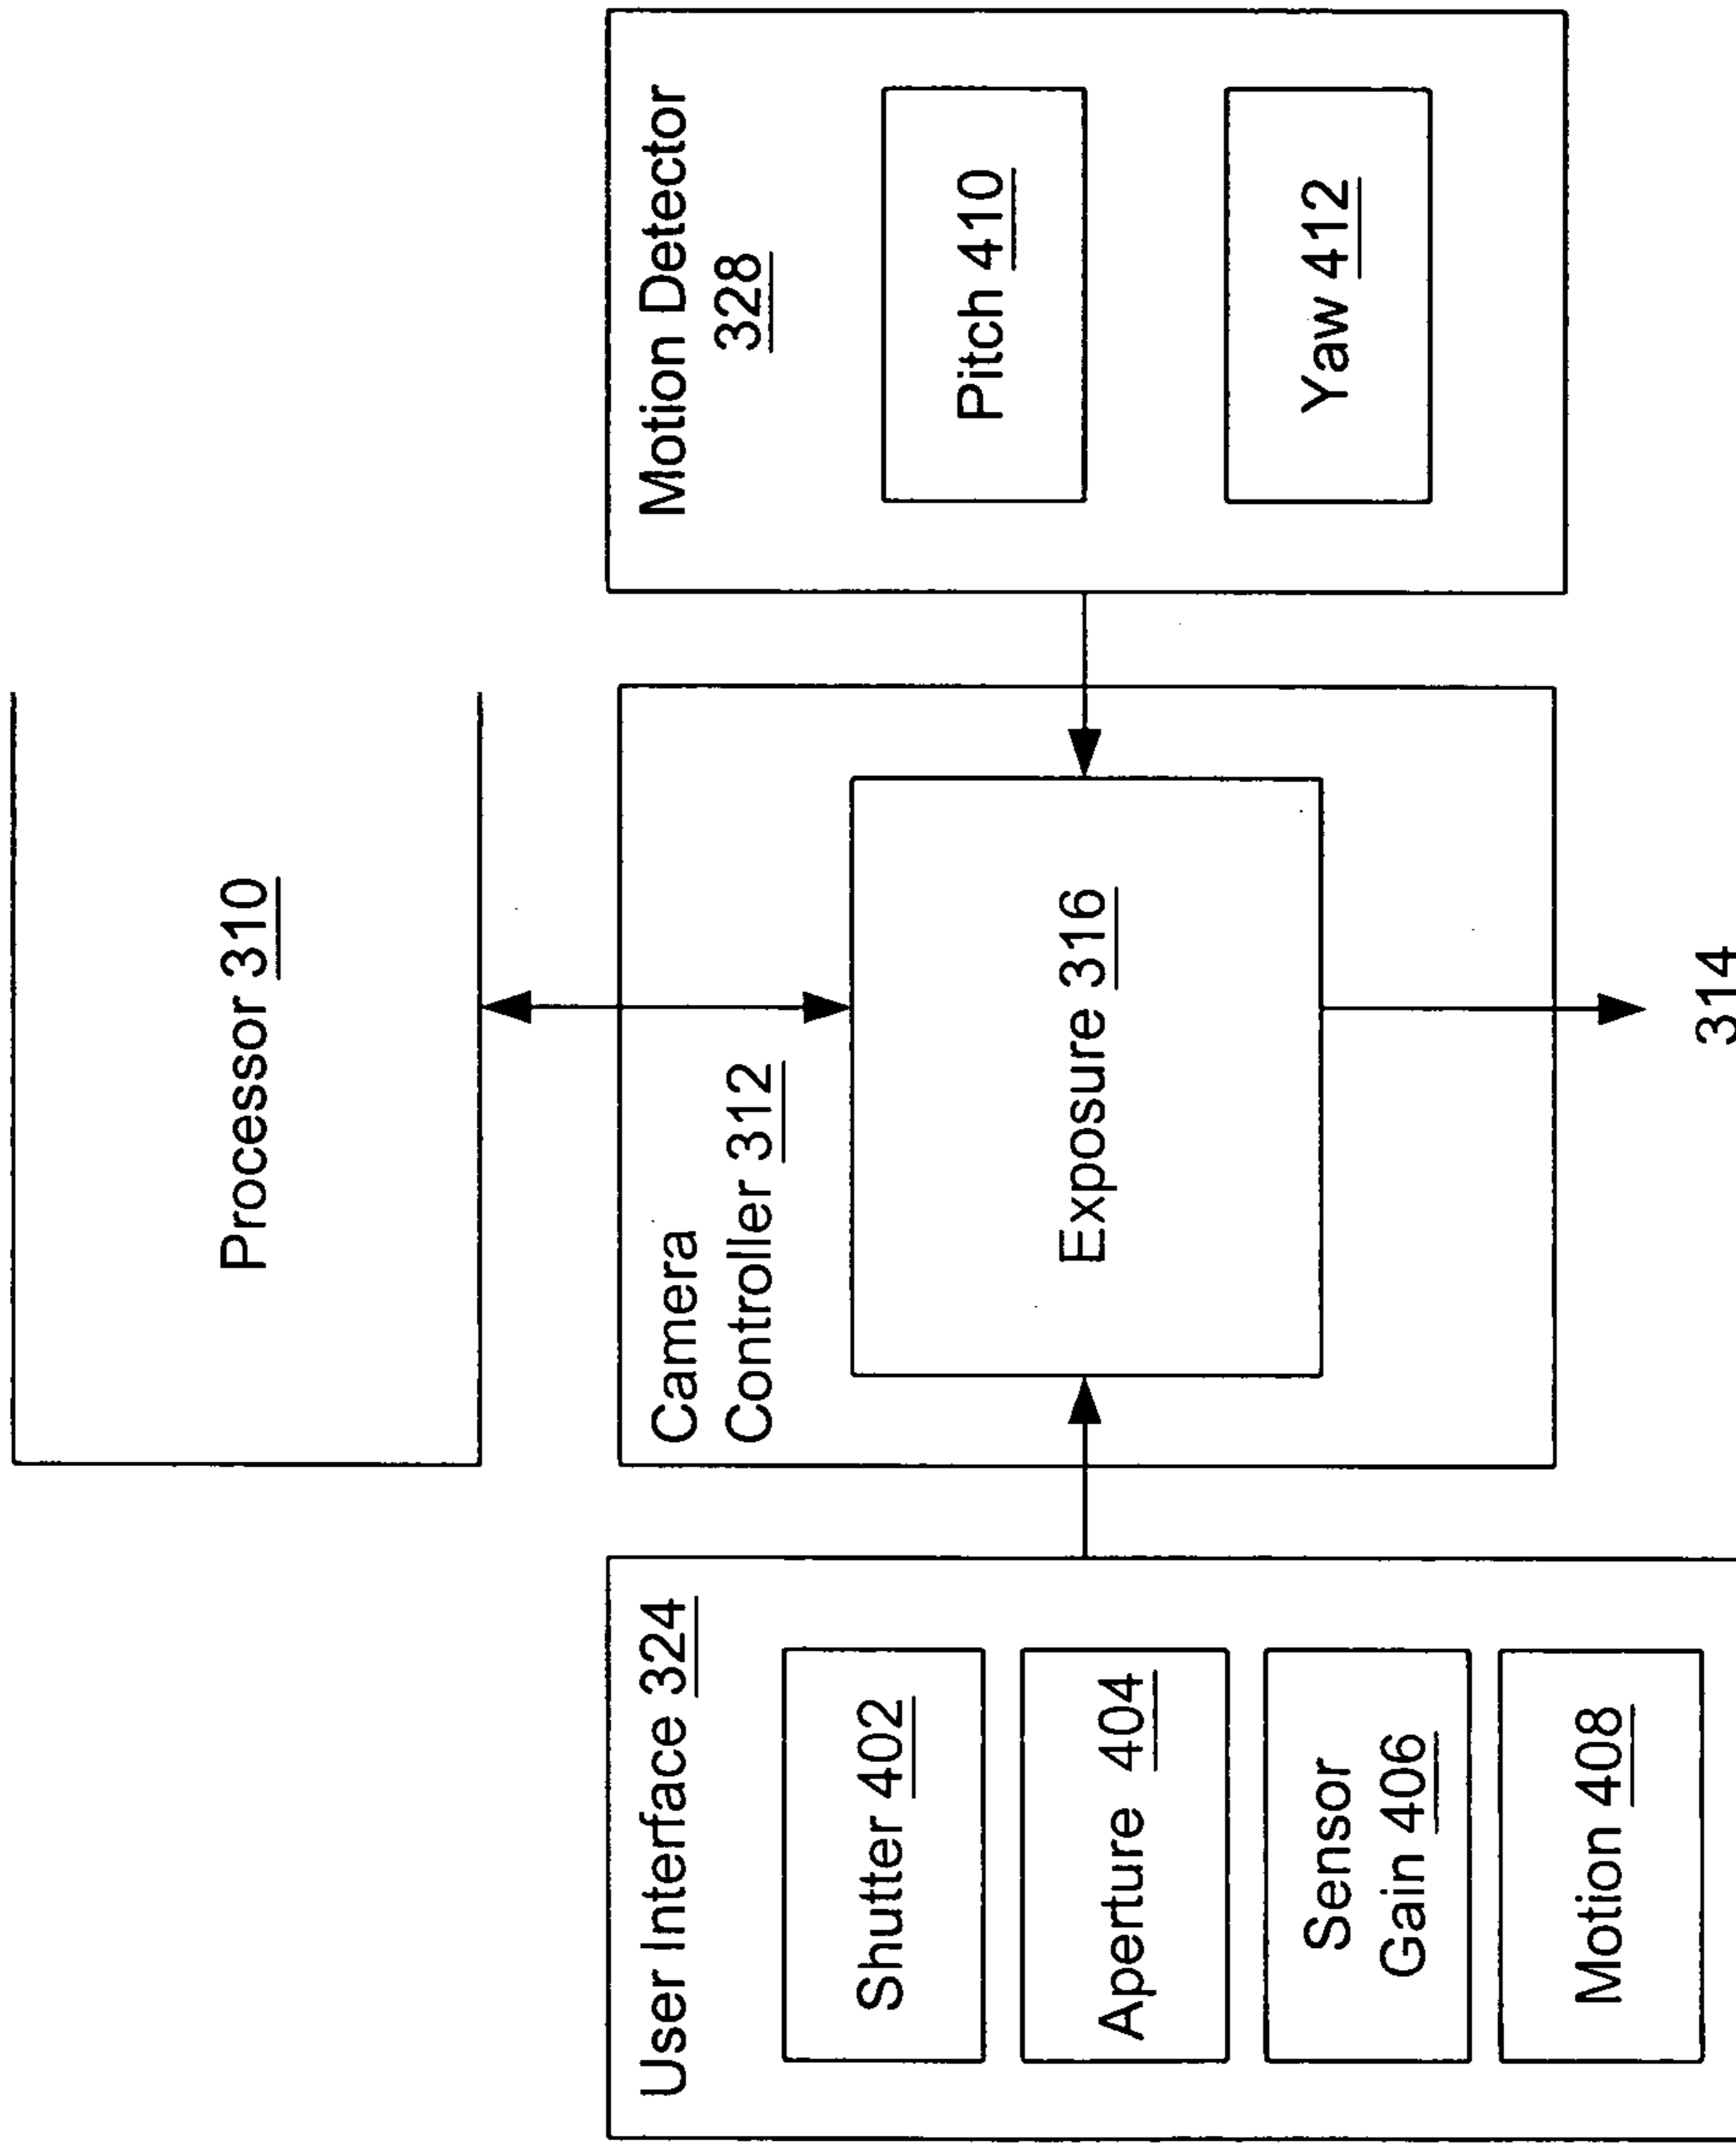 Processor 310
User Interface 324
Shutter 402
Aperture 404
Sensor
Gain 406
Motion 408
Camera
Controller 312
Exposure 316
314
Motion Detector
328
Pitch 410
Yaw 412